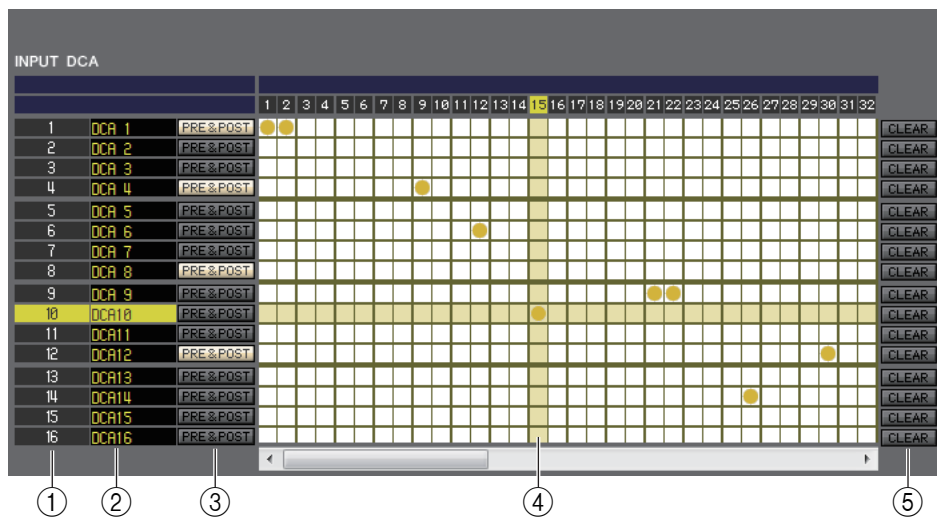 INPUT DCA
1 2 3 4 5 6 7 8 9 10 11 12 13 14 15 16 17 18 19 20 21 22 23 24 25 26 27 28 29 30 31 32
1 DCA 1 PRE&POST CLEAR
2 DCA 2 PRE&POST CLEAR
3 DCA 3 PRE&POST CLEAR
4 DCA 4 PRE&POST CLEAR
5 DCA 5 PRE&POST CLEAR
6 DCA 6 PRE&POST CLEAR
7 DCA 7 PRE&POST CLEAR
8 DCA 8 PRE&POST CLEAR
9 DCA 9 PRE&POST CLEAR
10 DCA10 PRE&POST CLEAR
11 DCA11 PRE&POST CLEAR
12 DCA12 PRE&POST CLEAR
13 DCA13 PRE&POST CLEAR
14 DCA14 PRE&POST CLEAR
15 DCA15 PRE&POST CLEAR
16 DCA16 PRE&POST CLEAR
① ② ③ ④ ⑤